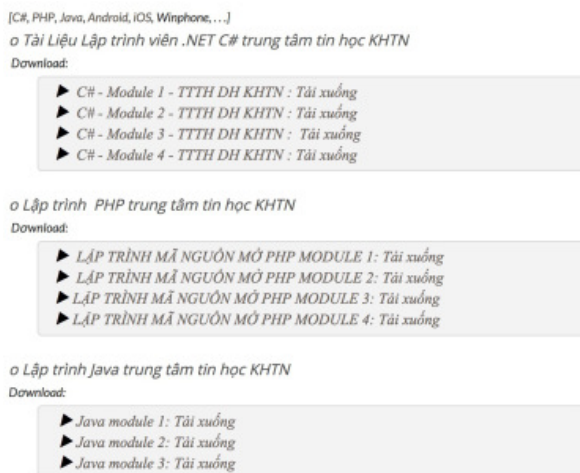 [C#, PHP, Java, Android, iOS, Winphone, . . .]
o Tài Liệu Lập trình viên .NET C# trung tâm tin học KHTN
Download:
► C# - Module 1 - TTTH DH KHTN : Tải xuống
► C# - Module 2 - TTTH DH KHTN : Tải xuống
► C# - Module 3 - TTTH DH KHTN :  Tải xuống
► C# - Module 4 - TTTH DH KHTN : Tải xuống
o Lập trình  PHP trung tâm tin học KHTN
Download:
► LẬP TRÌNH MÃ NGUỒN MỞ PHP MODULE 1: Tải xuống
► LẬP TRÌNH MÃ NGUỒN MỞ PHP MODULE 2: Tải xuống
► LẬP TRÌNH MÃ NGUỒN MỞ PHP MODULE 3: Tải xuống
► LẬP TRÌNH MÃ NGUỒN MỞ PHP MODULE 4: Tải xuống
o Lập trình Java trung tâm tin học KHTN
Download:
► Java module 1: Tải xuống
► Java module 2: Tải xuống
► Java module 3: Tải xuống